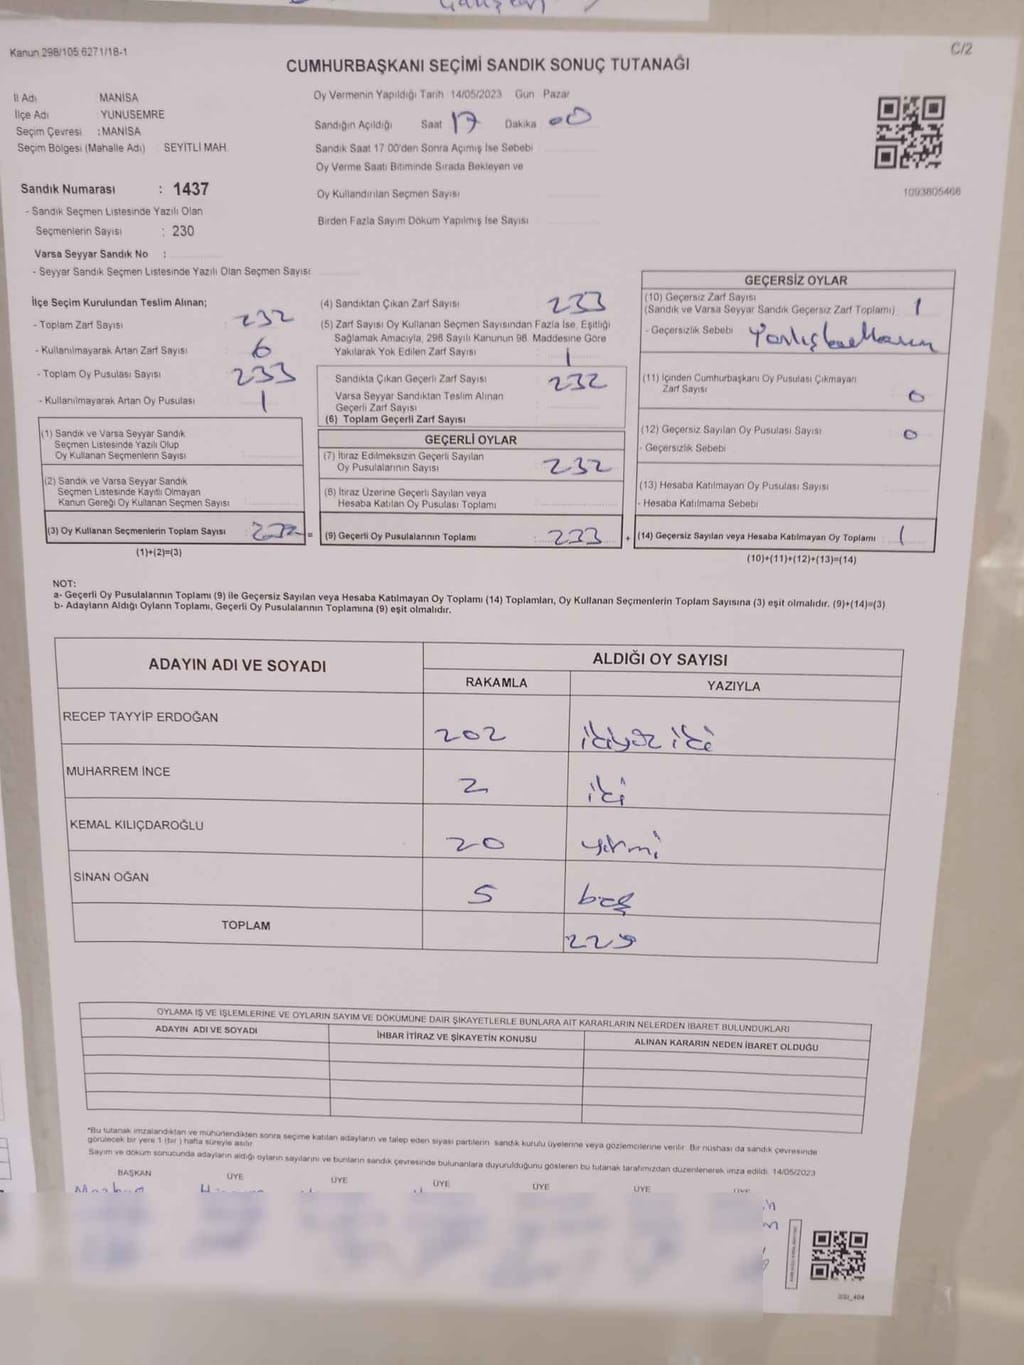 Kanun 298/105 6271/18-1
C/2
CUMHURBAŞKANI SEÇİMİ SANDIK SONUÇ TUTANAĞI
İl Adı MANİSA
İlçe Adı YUNUSEMRE
Seçim Çevresi : MANİSA
Seçim Bölgesi (Mahalle Adı) SEYİTLİ MAH.
Sandık Numarası : 1437
- Sandık Seçmen Listesinde Yazılı Olan
Seçmenlerin Sayısı : 230
Varsa Seyyar Sandık No :
- Seyyar Sandık Seçmen Listesinde Yazılı Olan Seçmen Sayısı
Oy Vermenin Yapıldığı Tarih 14/05/2023 Gün Pazar
Sandığın Açıldığı Saat 17 Dakika 00
Sandık Saat 17 00'den Sonra Açımış İse Sebebi
Oy Verme Saati Bitiminde Sırada Bekleyen ve
Oy Kullandırılan Seçmen Sayısı
Birden Fazla Sayım Döküm Yapılmış İse Sayısı
1093805466
İlçe Seçim Kurulundan Teslim Alınan;
- Toplam Zarf Sayısı 232
- Kullanılmayarak Artan Zarf Sayısı 6
- Toplam Oy Pusulası Sayısı 233
- Kullanılmayarak Artan Oy Pusulası 1
(1) Sandık ve Varsa Seyyar Sandık
Seçmen Listesinde Yazılı Olup
Oy Kullanan Seçmenlerin Sayısı
(2) Sandık ve Varsa Seyyar Sandık
Seçmen Listesinde Kayıtlı Olmayan
Kanun Gereği Oy Kullanan Seçmen Sayısı
(3) Oy Kullanan Seçmenlerin Toplam Sayısı 232 =
(1)+(2)=(3)
(4) Sandıktan Çıkan Zarf Sayısı 233
(5) Zarf Sayısı Oy Kullanan Seçmen Sayısından Fazla İse, Eşitliği
Sağlamak Amacıyla, 298 Sayılı Kanunun 98. Maddesine Göre
Yakılarak Yok Edilen Zarf Sayısı 1
Sandıkta Çıkan Geçerli Zarf Sayısı 232
Varsa Seyyar Sandıktan Teslim Alınan
Geçerli Zarf Sayısı
(6) Toplam Geçerli Zarf Sayısı
GEÇERLİ OYLAR
(7) İtiraz Edilmeksizin Geçerli Sayılan
Oy Pusulalarının Sayısı 232
(8) İtiraz Üzerine Geçerli Sayılan veya
Hesaba Katılan Oy Pusulası Toplamı
(9) Geçerli Oy Pusulalarının Toplamı 233 +
GEÇERSİZ OYLAR
(10) Geçersiz Zarf Sayısı
(Sandık ve Varsa Seyyar Sandık Geçersiz Zarf Toplamı) 1
- Geçersizlik Sebebi
(11) İçinden Cumhurbaşkanı Oy Pusulası Çıkmayan
Zarf Sayısı 0
(12) Geçersiz Sayılan Oy Pusulası Sayısı 0
- Geçersizlik Sebebi
(13) Hesaba Katılmayan Oy Pusulası Sayısı
- Hesaba Katılmama Sebebi
(14) Geçersiz Sayılan veya Hesaba Katılmayan Oy Toplamı 1
(10)+(11)+(12)+(13)=(14)
NOT:
a- Geçerli Oy Pusulalarının Toplamı (9) ile Geçersiz Sayılan veya Hesaba Katılmayan Oy Toplamı (14) Toplamları, Oy Kullanan Seçmenlerin Toplam Sayısına (3) eşit olmalıdır. (9)+(14)=(3)
b- Adayların Aldığı Oyların Toplamı, Geçerli Oy Pusulalarının Toplamına (9) eşit olmalıdır.
ADAYIN ADI VE SOYADI ALDIĞI OY SAYISI
RAKAMLA YAZIYLA
RECEP TAYYİP ERDOĞAN 202 ikiyüz iki
MUHARREM İNCE 2 iki
KEMAL KILIÇDAROĞLU 20 yirmi
SİNAN OĞAN 5 beş
TOPLAM 229
OYLAMA İŞ VE İŞLEMLERİNE VE OYLARIN SAYIM VE DÖKÜMÜNE DAİR ŞİKAYETLERLE BUNLARA AİT KARARLARIN NELERDEN İBARET BULUNDUKLARI
ADAYIN ADI VE SOYADI İHBAR İTİRAZ VE ŞİKAYETİN KONUSU ALINAN KARARIN NEDEN İBARET OLDUĞU
*Bu tutanak imzalandıktan ve mühürlendikten sonra seçime katılan adayların ve talep eden siyasi partilerin sandık kurulu üyelerine veya gözlemcilerine verilir. Bir nüshası da sandık çevresinde
görülecek bir yere 1 (bir ) hafta süreyle asılır.
Sayım ve döküm sonucunda adayların aldığı oyların sayılarını ve bunların sandık çevresinde bulunanlara duyurulduğunu gösteren bu tutanak tarafımızdan düzenlenerek imza edildi. 14/05/2023
BAŞKAN ÜYE ÜYE ÜYE ÜYE ÜYE ÜYE